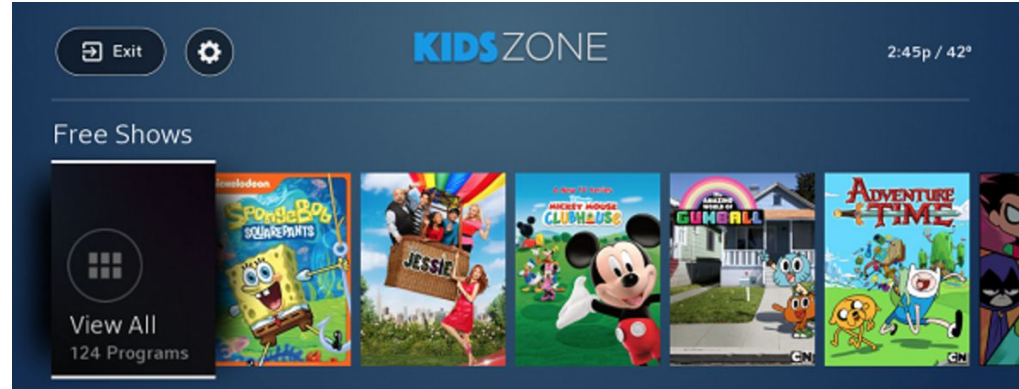 Exit
KIDS ZONE
2:45p / 42°
Free Shows
View All
124 Programs
nickelodeon
SPONGEBOB
SQUAREPANTS
JESSIE
MICKEY MOUSE
CLUBHOUSE
THE
AMAZING
WORLD OF
GUMBALL
CN
ADVENTURE
TIME
CN